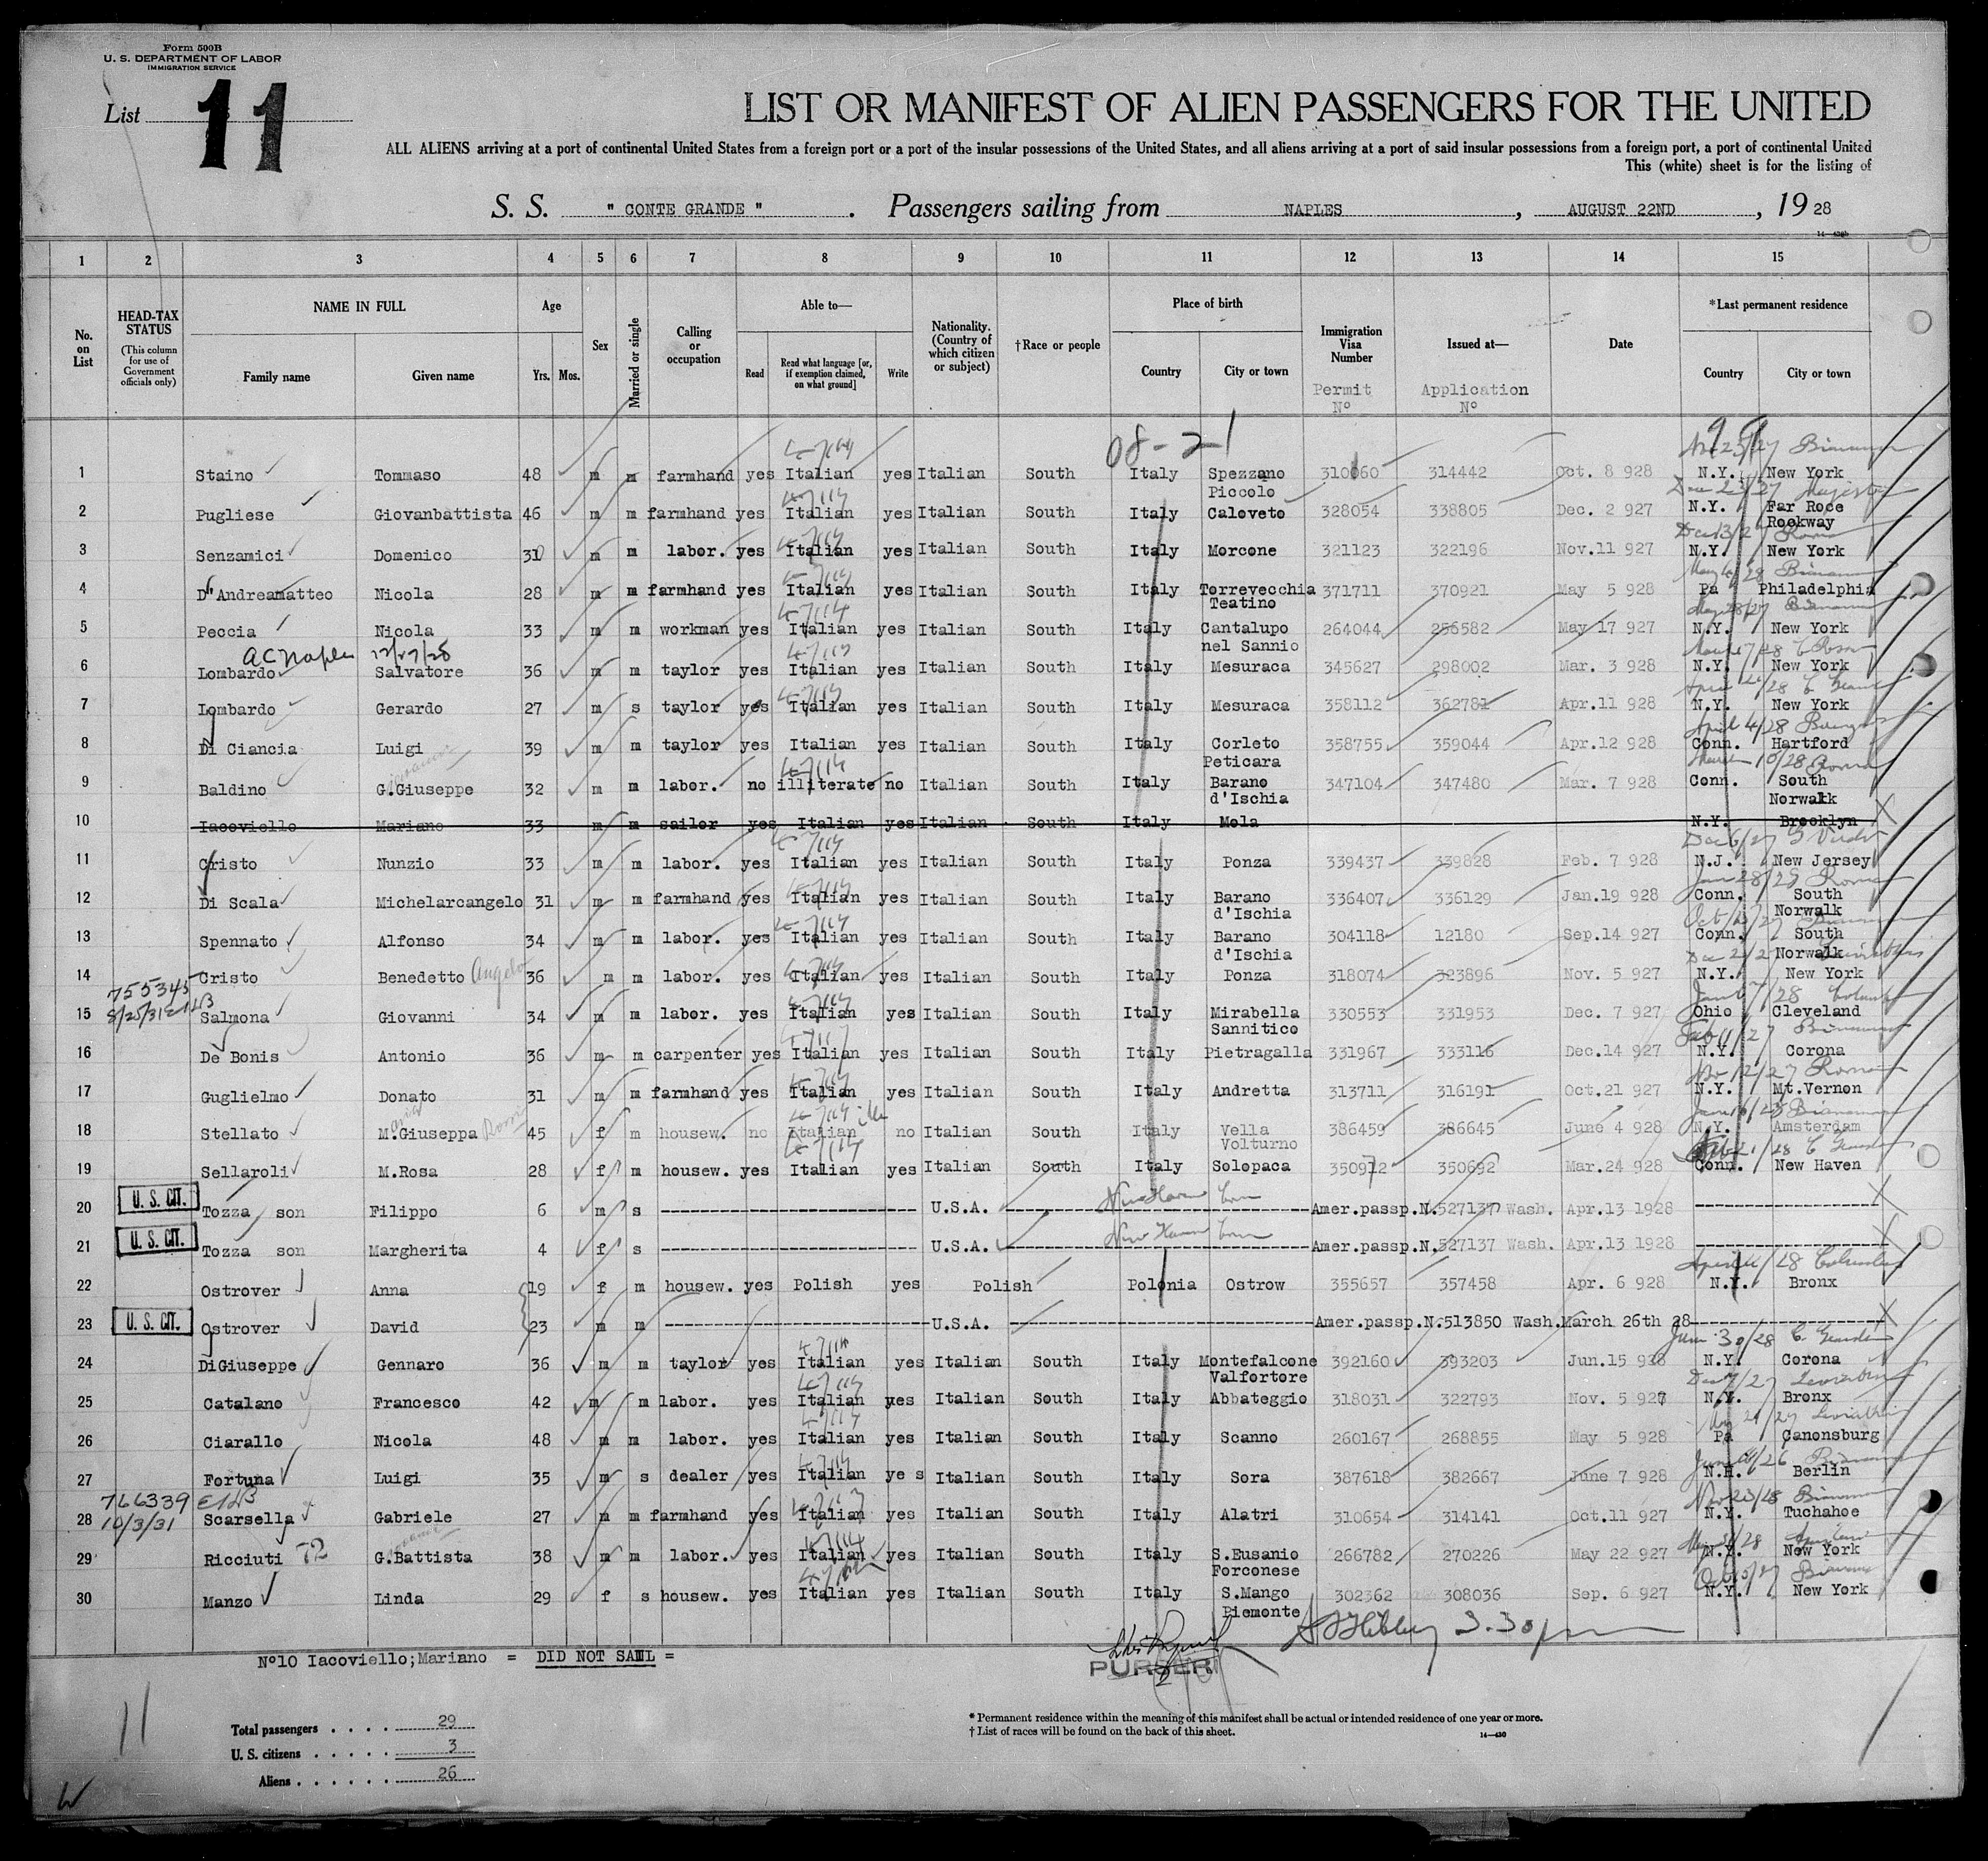 Form 500B
U. S. DEPARTMENT OF LABOR
IMMIGRATION SERVICE
List 11
LIST OR MANIFEST OF ALIEN PASSENGERS FOR THE UNITED
ALL ALIENS arriving at a port of continental United States from a foreign port or a port of the insular possessions of the United States, and all aliens arriving at a port of said insular possessions from a foreign port, a port of continental United
This (white) sheet is for the listing of
S. S. " CONTE GRANDE " . Passengers sailing from NAPLES , AUGUST 22ND , 19 28
1 2 3 4 5 6 7 8 9 10 11 12 13 14 15
No. on List
HEAD-TAX STATUS
(This column for use of Government officials only)
NAME IN FULL
Family name Given name
Age
Yrs. Mos.
Sex
Married or single
Calling or occupation
Able to—
Read
Read what language [or, if exemption claimed, on what ground]
Write
Nationality. (Country of which citizen or subject)
†Race or people
Place of birth
Country City or town
Immigration Visa Number
Permit Nº
Issued at—
Application Nº
Date
*Last permanent residence
Country City or town
08-21
1 Staino Tommaso 48 m m farmhand yes Italian yes Italian South Italy Spezzano Piccolo 310060 314442 Oct. 8 928 N.Y. New York
2 Pugliese Giovanbattista 46 m m farmhand yes Italian yes Italian South Italy Caloveto 328054 338805 Dec. 2 927 N.Y. Far Roce Rockway
3 Senzamici Domenico 31 m m labor. yes Italian yes Italian South Italy Morcone 321123 322196 Nov.11 927 N.Y. New York
4 D'Andreamatteo Nicola 28 m m farmhand yes Italian yes Italian South Italy Torrevecchia Teatino 371711 370921 May 5 928 Pa Philadelphia
5 Peccia Nicola 33 m m workman yes Italian yes Italian South Italy Cantalupo nel Sannio 264044 256582 May 17 927 N.Y. New York
AC Naples 12/27/28
6 Lombardo Salvatore 36 m m taylor yes Italian yes Italian South Italy Mesuraca 345627 298002 Mar. 3 928 N.Y. New York
7 Lombardo Gerardo 27 m s taylor yes Italian yes Italian South Italy Mesuraca 358112 362781 Apr.11 928 N.Y. New York
8 Di Ciancia Luigi 39 m m taylor yes Italian yes Italian South Italy Corleto Peticara 358755 359044 Apr.12 928 Conn. Hartford
9 Baldino G.Giuseppe 32 m m labor. no illiterate no Italian South Italy Barano d'Ischia 347104 347480 Mar. 7 928 Conn. South Norwalk
10 Iacoviello Mariano 33 m m sailor yes Italian yes Italian South Italy Mola N.Y. Brooklyn
11 Cristo Nunzio 33 m m labor. yes Italian yes Italian South Italy Ponza 339437 339828 Feb. 7 928 N.J. New Jersey
12 Di Scala Michelarcangelo 31 m m farmhand yes Italian yes Italian South Italy Barano d'Ischia 336407 336129 Jan.19 928 Conn. South Norwalk
13 Spennato Alfonso 34 m m labor. yes Italian yes Italian South Italy Barano d'Ischia 304118 12180 Sep.14 927 Conn. South Norwalk
14 Cristo Benedetto Angelo 36 m m labor. yes Italian yes Italian South Italy Ponza 318074 323896 Nov. 5 927 N.Y. New York
755345
8/25/31
15 Salmona Giovanni 34 m m labor. yes Italian yes Italian South Italy Mirabella Sannitico 330553 331953 Dec. 7 927 Ohio Cleveland
16 De Bonis Antonio 36 m m carpenter yes Italian yes Italian South Italy Pietragalla 331967 333116 Dec.14 927 N.Y. Corona
17 Guglielmo Donato 31 m m farmhand yes Italian yes Italian South Italy Andretta 313711 316191 Oct.21 927 N.Y. Mt.Vernon
18 Stellato M.Giuseppa 45 f m housew. no Italian no Italian South Italy Vella Volturno 386459 386645 June 4 928 N.Y. Amsterdam
19 Sellaroli M.Rosa 28 f m housew. yes Italian yes Italian South Italy Solopaca 350972 350692 Mar.24 928 Conn. New Haven
U. S. CIT.
20 Tozza son Filippo 6 m s U.S.A. New Haven Conn Amer.passp.N.527137 Wash. Apr.13 1928
U. S. CIT.
21 Tozza son Margherita 4 f s U.S.A. New Haven Conn Amer.passp.N.527137 Wash. Apr.13 1928
22 Ostrover Anna 19 f m housew. yes Polish yes Polish Polonia Ostrow 355657 357458 Apr. 6 928 N.Y. Bronx
U. S. CIT.
23 Ostrover David 23 m m U.S.A. Amer.passp.N.513850 Wash.March 26th 28
24 DiGiuseppe Gennaro 36 m m taylor yes Italian yes Italian South Italy Montefalcone Valfortore 392160 393203 Jun.15 928 N.Y. Corona
25 Catalano Francesco 42 m m labor. yes Italian yes Italian South Italy Abbateggio 318031 322793 Nov. 5 927 N.Y. Bronx
26 Ciarallo Nicola 48 m m labor. yes Italian yes Italian South Italy Scanno 260167 268855 May 5 928 Pa Canonsburg
27 Fortuna Luigi 35 m s dealer yes Italian ye s Italian South Italy Sora 387618 382667 June 7 928 N.H. Berlin
766339
10/3/31
28 Scarsella Gabriele 27 m m farmhand yes Italian yes Italian South Italy Alatri 310654 314141 Oct.11 927 N.Y. Tuchahoe
29 Ricciuti 72 G.Battista 38 m m labor. yes Italian yes Italian South Italy S.Eusanio Forconese 266782 270226 May 22 927 N.Y. New York
30 Manzo Linda 29 f s housew. yes Italian yes Italian South Italy S.Mango Piemonte 302362 308036 Sep. 6 927 N.Y. New York
3.30 pm
Nº10 Iacoviello;Mariano = DID NOT SAIL =
PURSER
11
Total passengers . . . . 29
U. S. citizens . . . . . 3
Aliens . . . . . . 26
* Permanent residence within the meaning of this manifest shall be actual or intended residence of one year or more.
† List of races will be found on the back of this sheet.
14—430